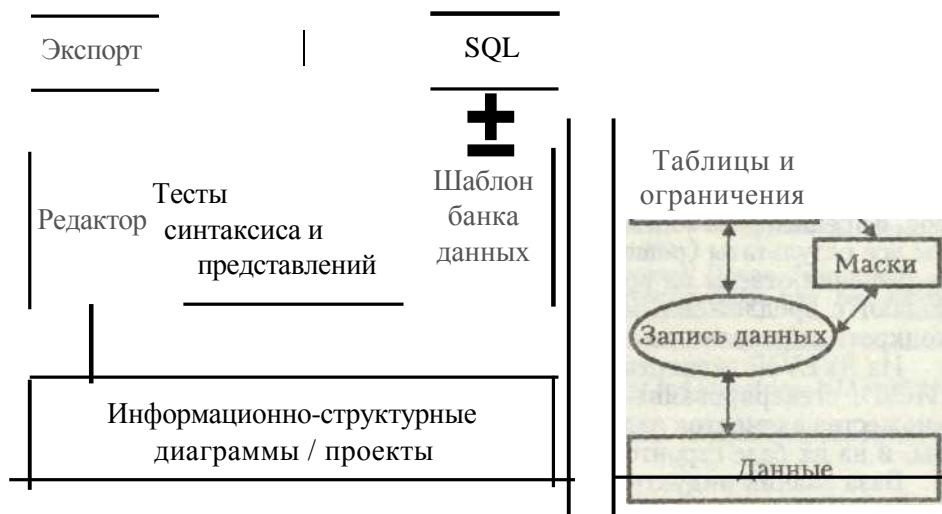 Экспорт
SQL
Редактор
Тесты
синтаксиса и
представлений
Шаблон
банка
данных
Информационно-структурные
диаграммы / проекты
Таблицы и
ограничения
Маски
Запись данных
Данные